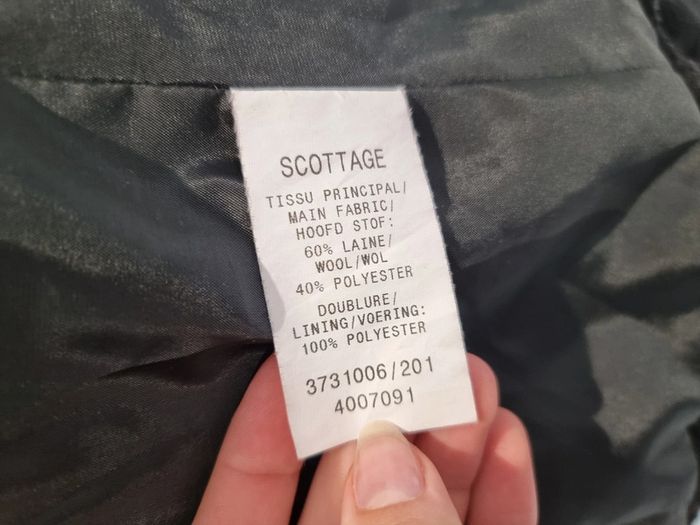 SCOTTAGE
TISSU PRINCIPAL/
MAIN FABRIC/
HOOFD STOF:
60% LAINE/
WOOL/WOL
40% POLYESTER
DOUBLURE/
LINING/VOERING:
100% POLYESTER
3731006/201
4007091